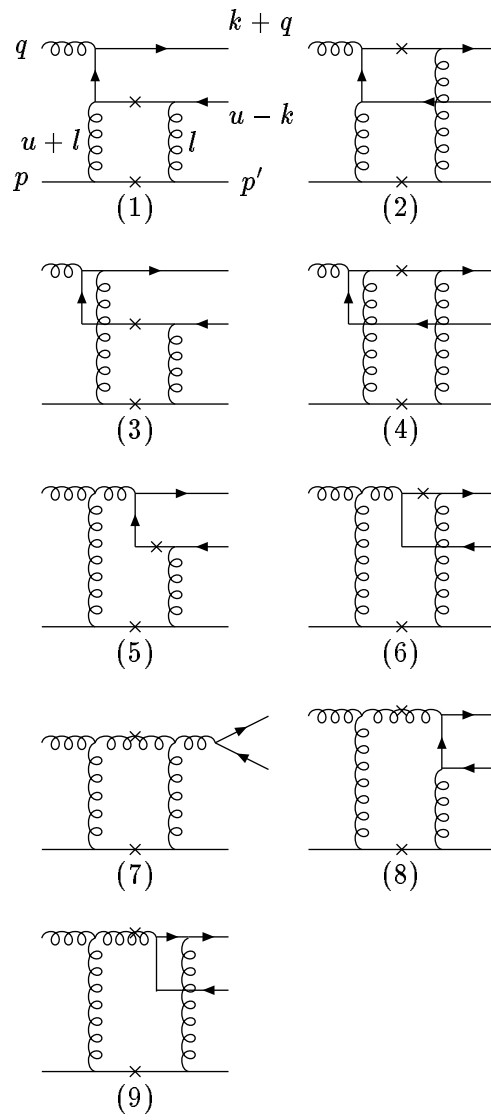 q
k + q
u + l
l
u − k
p
p′
(1)
(2)
(3)
(4)
(5)
(6)
(7)
(8)
(9)